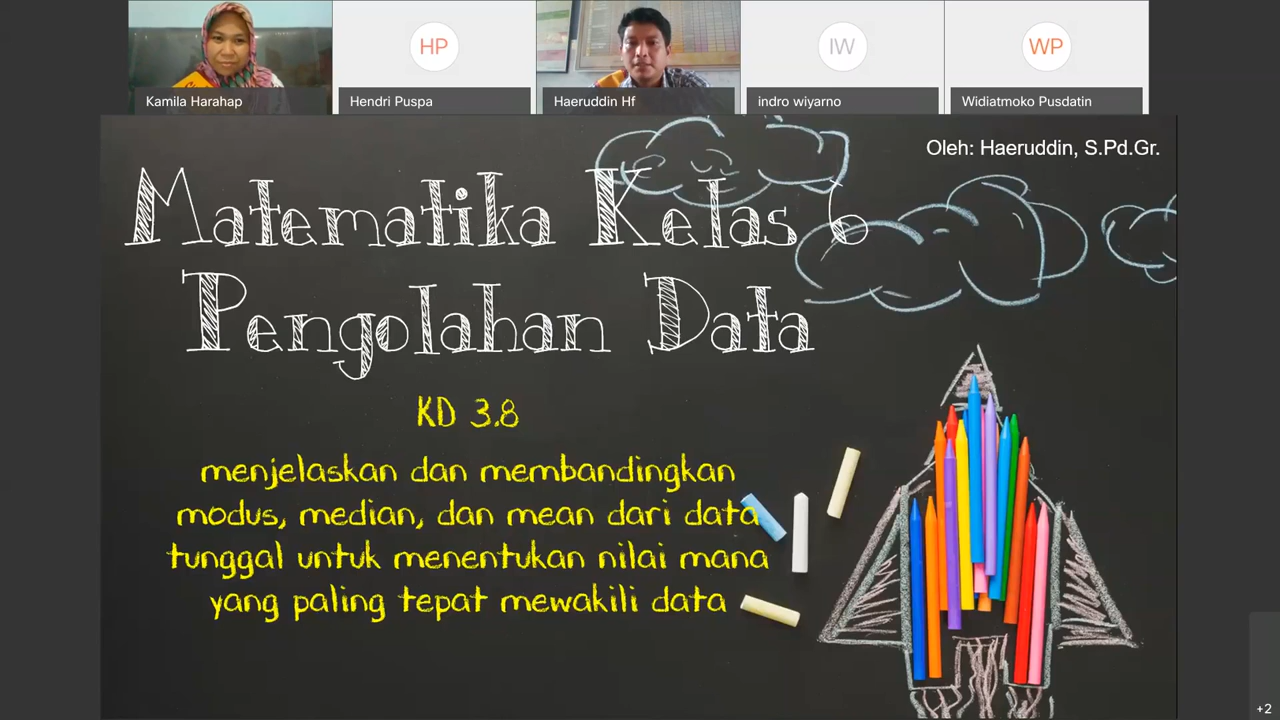 HP
IW
WP
Kamila Harahap
Hendri Puspa
Haeruddin Hf
indro wiyarno
Widiatmoko Pusdatin
Oleh: Haeruddin, S.Pd.Gr.
Matematika Kelas 6
Pengolahan Data
KD 3.8
menjelaskan dan membandingkan
modus, median, dan mean dari data
tunggal untuk menentukan nilai mana
yang paling tepat mewakili data
+2